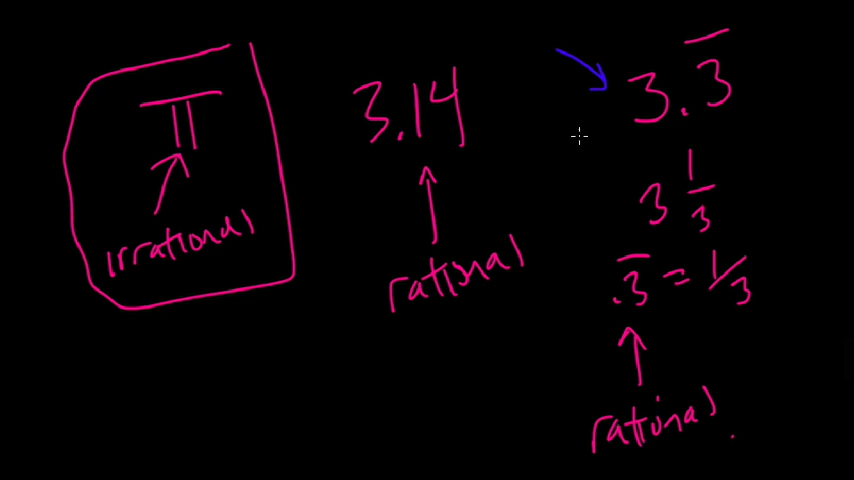 π
irrational
3.14
rational
3.3̅
3 1/3
.3̅ = 1/3
rational.